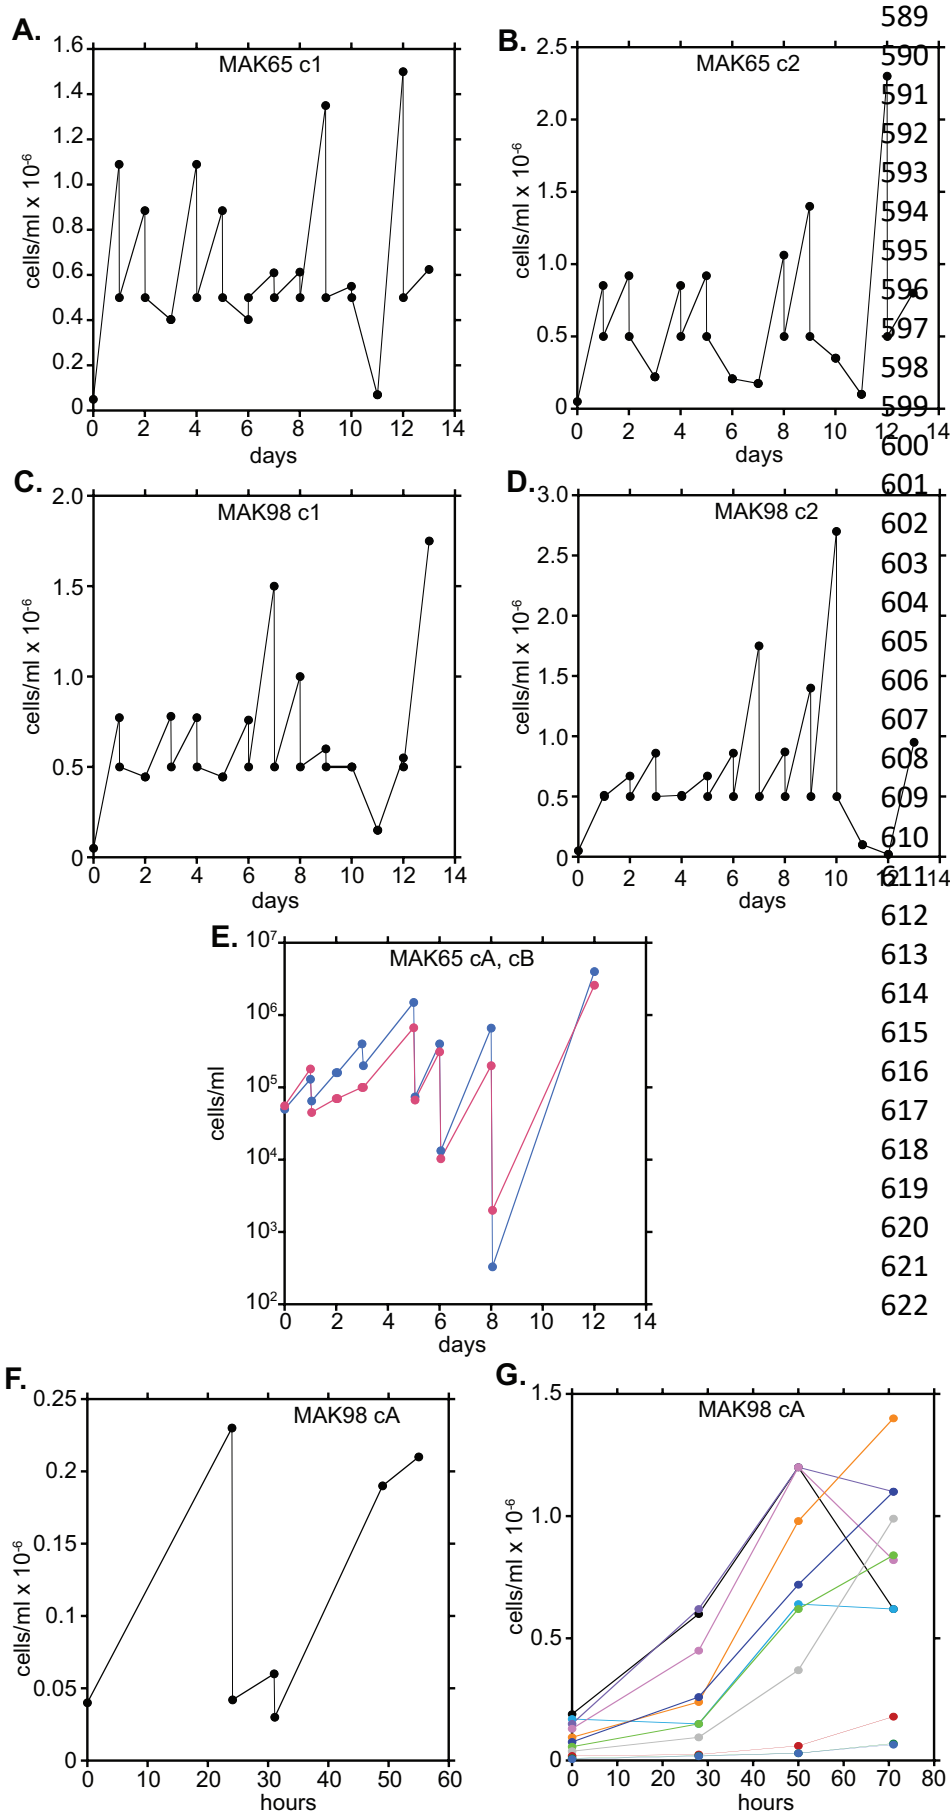 A.
MAK65 c1
cells/ml x 10-6
1.6
1.4
1.2
1.0
0.8
0.6
0.4
0.2
0
0 2 4 6 8 10 12 14
days
B.
MAK65 c2
cells/ml x 10-6
2.5
2.0
1.5
1.0
0.5
0
0 2 4 6 8 10 12 14
days
C.
MAK98 c1
cells/ml x 10-6
2.0
1.5
1.0
0.5
0
0 2 4 6 8 10 12 14
days
D.
MAK98 c2
cells/ml x 10-6
3.0
2.5
2.0
1.5
1.0
0.5
0
0 2 4 6 8 10 12 14
days
E.
MAK65 cA, cB
cells/ml
107
106
105
104
103
102
0 2 4 6 8 10 12 14
days
F.
MAK98 cA
cells/ml x 10-6
0.25
0.2
0.15
0.1
0.05
0
0 10 20 30 40 50 60
hours
G.
MAK98 cA
cells/ml x 10-6
1.5
1.0
0.5
0
0 10 20 30 40 50 60 70 80
hours
589
590
591
592
593
594
595
596
597
598
599
600
601
602
603
604
605
606
607
608
609
610
611
612
613
614
615
616
617
618
619
620
621
622